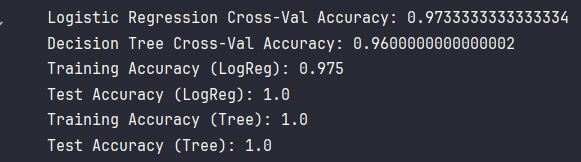 Logistic Regression Cross-Val Accuracy: 0.9733333333333334
Decision Tree Cross-Val Accuracy: 0.9600000000000002
Training Accuracy (LogReg): 0.975
Test Accuracy (LogReg): 1.0
Training Accuracy (Tree): 1.0
Test Accuracy (Tree): 1.0